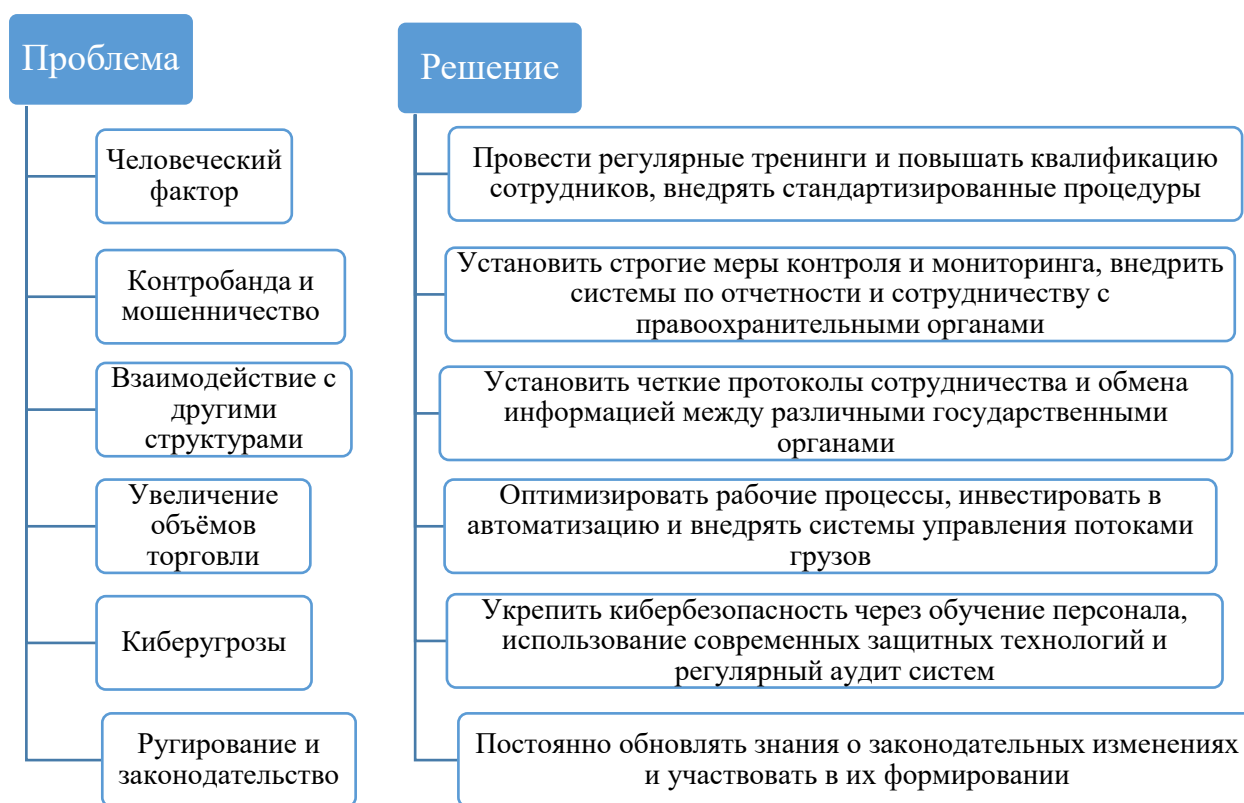 Проблема
Решение
Человеческий
фактор
Провести регулярные тренинги и повышать квалификацию
сотрудников, внедрять стандартизированные процедуры
Контробанда и
мошенничество
Установить строгие меры контроля и мониторинга, внедрить
системы по отчетности и сотрудничеству с
правоохранительными органами
Взаимодействие с
другими
структурами
Установить четкие протоколы сотрудничества и обмена
информацией между различными государственными
органами
Увеличение
объёмов
торговли
Оптимизировать рабочие процессы, инвестировать в
автоматизацию и внедрять системы управления потоками
грузов
Киберугрозы
Укрепить кибербезопасность через обучение персонала,
использование современных защитных технологий и
регулярный аудит систем
Ругирование и
законодательство
Постоянно обновлять знания о законодательных изменениях
и участвовать в их формировании